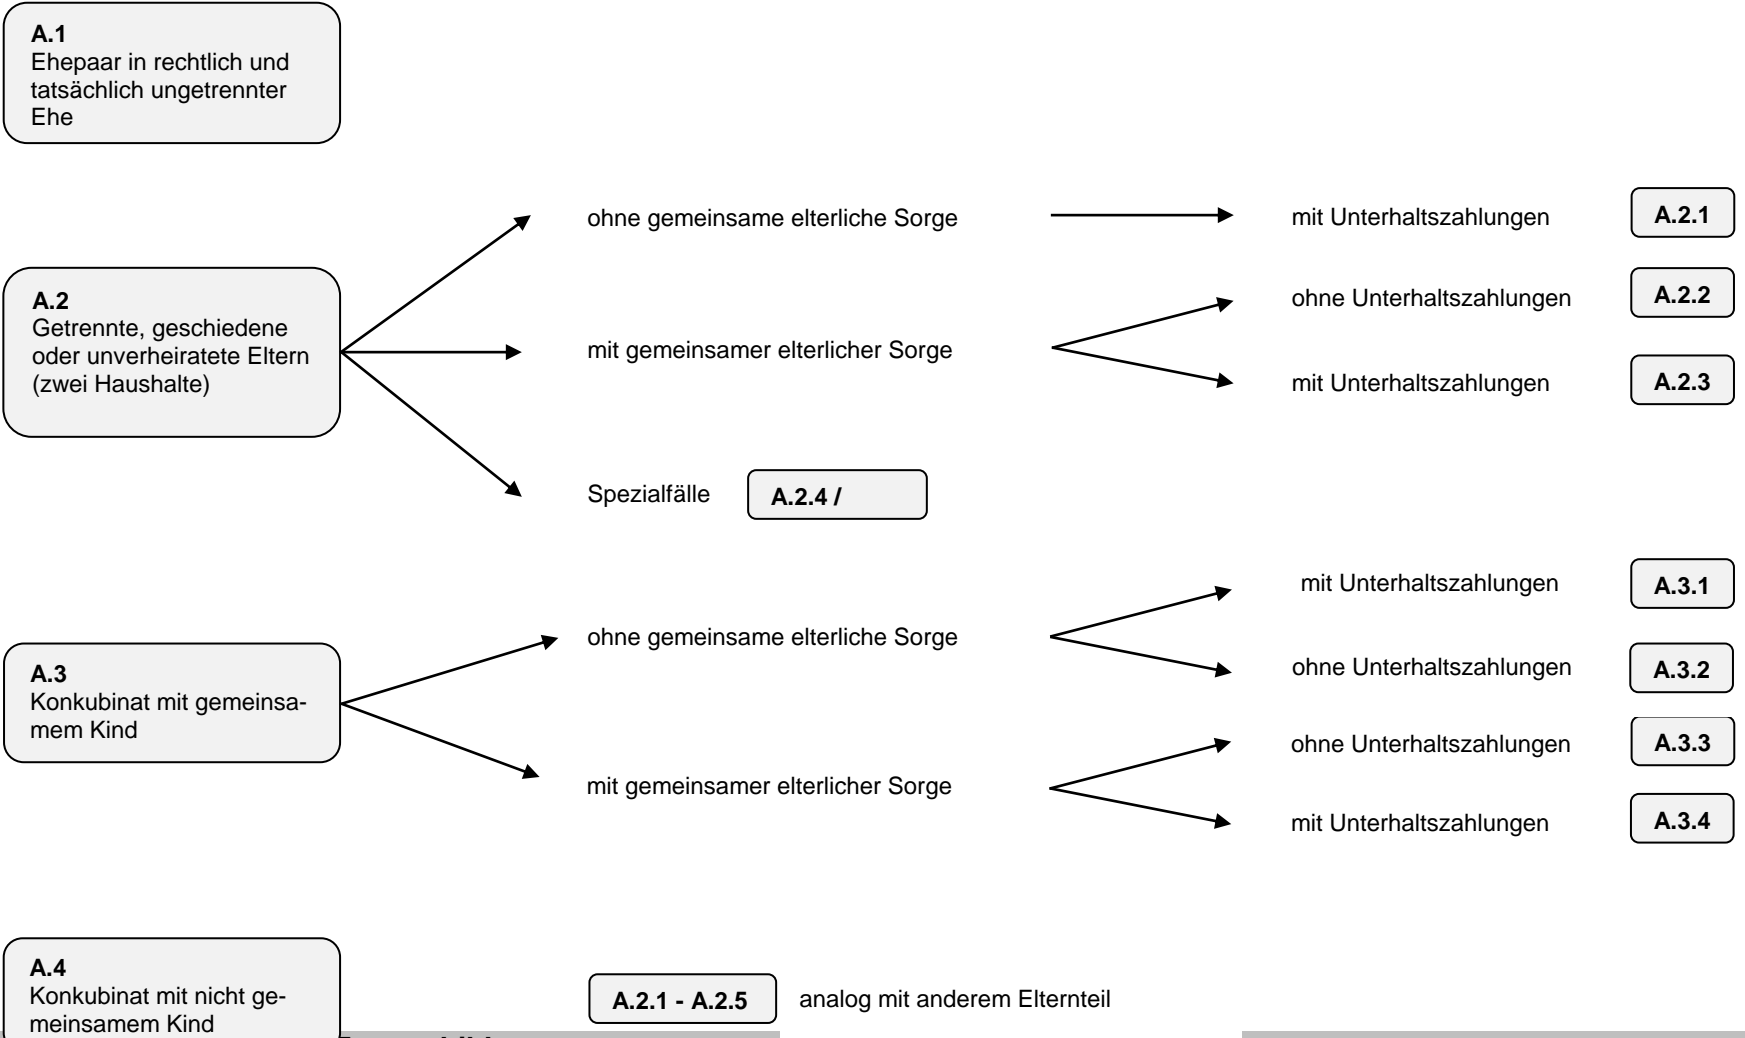 A.1
Ehepaar in rechtlich und
tatsächlich ungetrennter
Ehe
A.2
Getrennte, geschiedene
oder unverheiratete Eltern
(zwei Haushalte)
ohne gemeinsame elterliche Sorge
mit Unterhaltszahlungen
A.2.1
mit gemeinsamer elterlicher Sorge
ohne Unterhaltszahlungen
A.2.2
mit Unterhaltszahlungen
A.2.3
Spezialfälle
A.2.4 /
A.3
Konkubinat mit gemeinsa-
mem Kind
ohne gemeinsame elterliche Sorge
mit Unterhaltszahlungen
A.3.1
ohne Unterhaltszahlungen
A.3.2
mit gemeinsamer elterlicher Sorge
ohne Unterhaltszahlungen
A.3.3
mit Unterhaltszahlungen
A.3.4
A.4
Konkubinat mit nicht ge-
meinsamem Kind
A.2.1 - A.2.5
analog mit anderem Elternteil